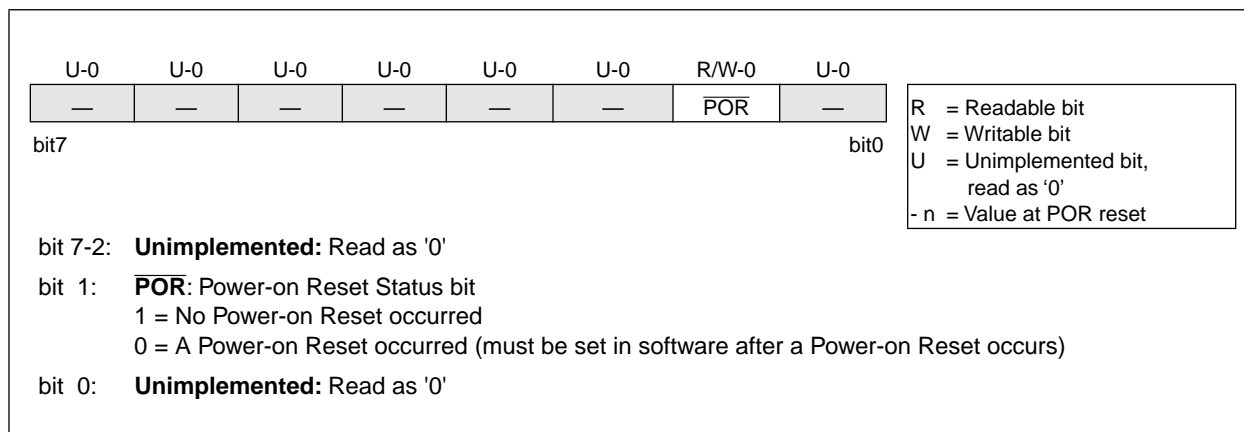 U-0 U-0 U-0 U-0 U-0 U-0 R/W-0 U-0
— — — — — — P̅O̅R̅ —
bit7 bit0
R = Readable bit
W = Writable bit
U = Unimplemented bit,
read as ‘0’
- n = Value at POR reset
bit 7-2: Unimplemented: Read as '0'
bit 1: P̅O̅R̅: Power-on Reset Status bit
1 = No Power-on Reset occurred
0 = A Power-on Reset occurred (must be set in software after a Power-on Reset occurs)
bit 0: Unimplemented: Read as '0'